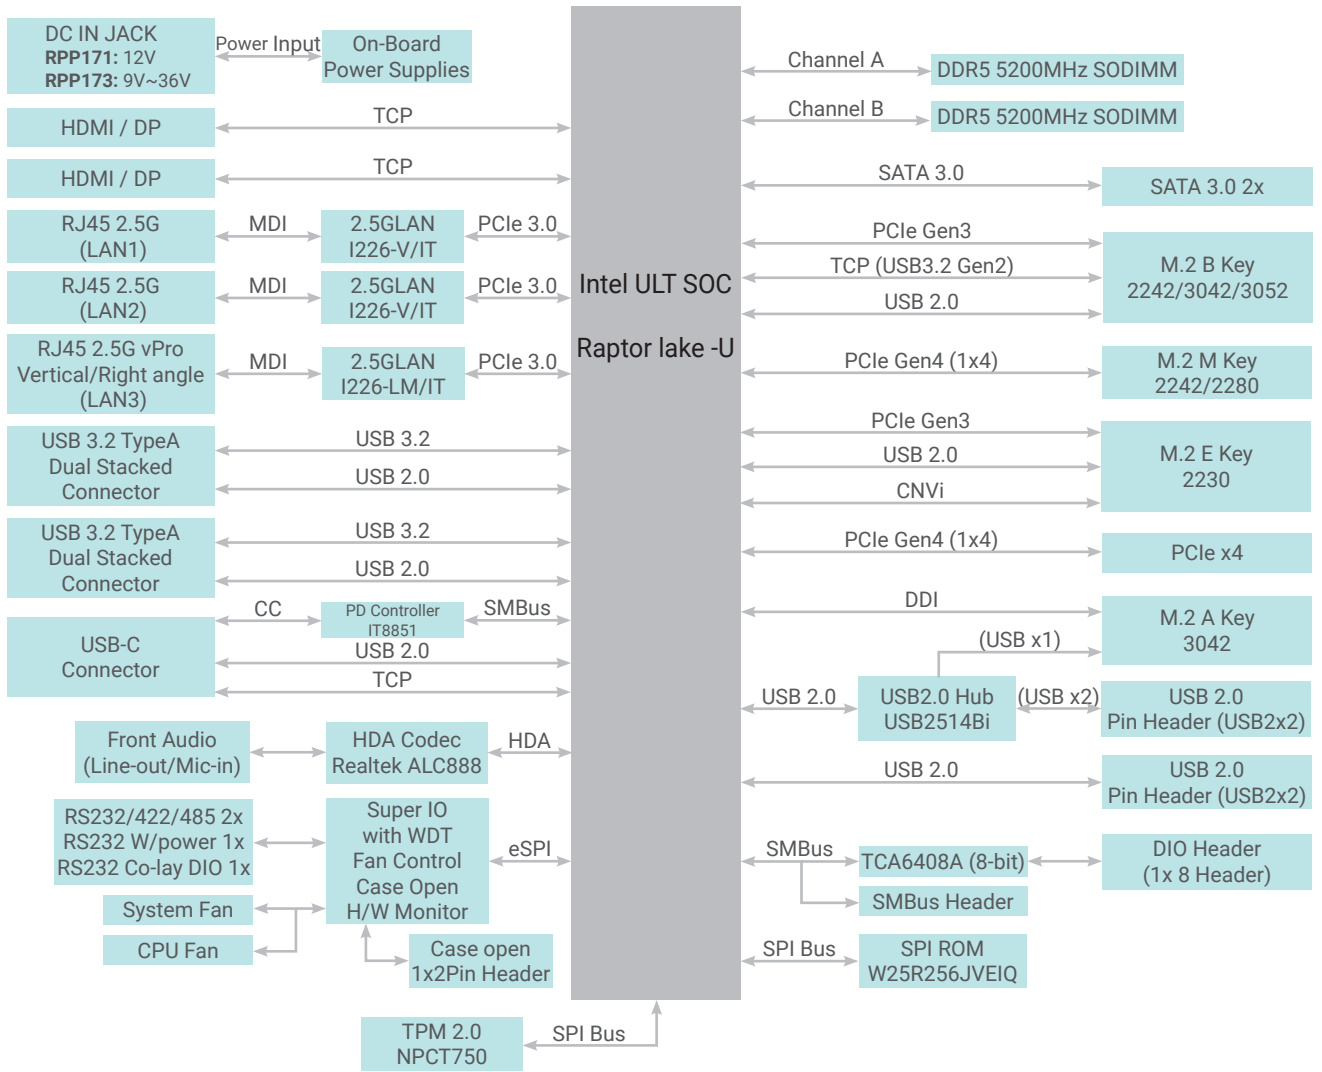 DC IN JACK
RPP171: 12V
RPP173: 9V~36V
Power Input
On-Board
Power Supplies
HDMI / DP
TCP
HDMI / DP
TCP
RJ45 2.5G
(LAN1)
MDI
2.5GLAN
I226-V/IT
PCIe 3.0
RJ45 2.5G
(LAN2)
MDI
2.5GLAN
I226-V/IT
PCIe 3.0
RJ45 2.5G vPro
Vertical/Right angle
(LAN3)
MDI
2.5GLAN
I226-LM/IT
PCIe 3.0
USB 3.2 TypeA
Dual Stacked
Connector
USB 3.2
USB 2.0
USB 3.2 TypeA
Dual Stacked
Connector
USB 3.2
USB 2.0
USB-C
Connector
CC
PD Controller
IT8851
SMBus
USB 2.0
TCP
Front Audio
(Line-out/Mic-in)
HDA Codec
Realtek ALC888
HDA
RS232/422/485 2x
RS232 W/power 1x
RS232 Co-lay DIO 1x
Super IO
with WDT
Fan Control
Case Open
H/W Monitor
eSPI
System Fan
CPU Fan
Case open
1x2Pin Header
TPM 2.0
NPCT750
SPI Bus
Intel ULT SOC
Raptor lake -U
Channel A
DDR5 5200MHz SODIMM
Channel B
DDR5 5200MHz SODIMM
SATA 3.0
SATA 3.0 2x
PCIe Gen3
TCP (USB3.2 Gen2)
USB 2.0
M.2 B Key
2242/3042/3052
PCIe Gen4 (1x4)
M.2 M Key
2242/2280
PCIe Gen3
USB 2.0
CNVi
M.2 E Key
2230
PCIe Gen4 (1x4)
PCIe x4
DDI
M.2 A Key
3042
(USB x1)
USB 2.0
USB2.0 Hub
USB2514Bi
(USB x2)
USB 2.0
Pin Header (USB2x2)
USB 2.0
USB 2.0
Pin Header (USB2x2)
SMBus
TCA6408A (8-bit)
DIO Header
(1x 8 Header)
SMBus Header
SPI Bus
SPI ROM
W25R256JVEIQ